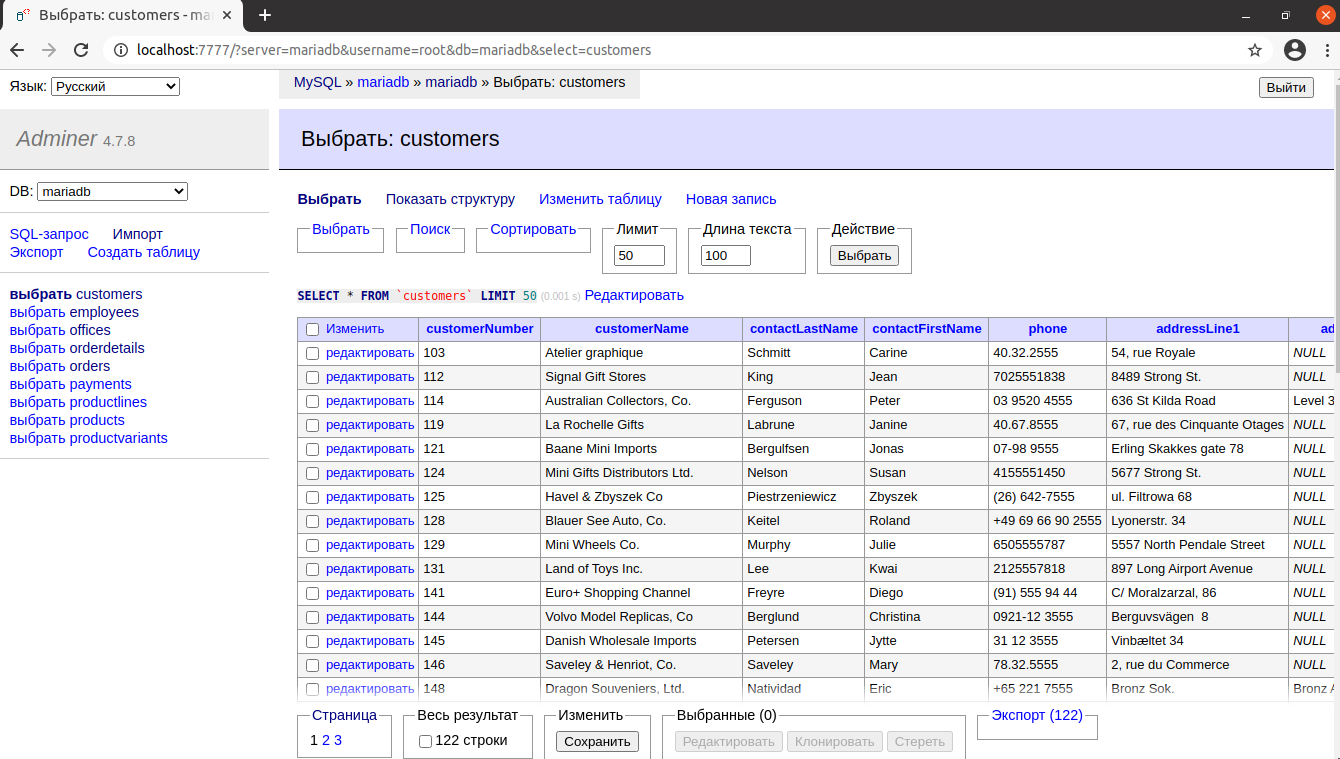 Выбрать: customers - ma
localhost:7777/?server=mariadb&username=root&db=mariadb&select=customers
Язык: Русский
MySQL » mariadb » mariadb » Выбрать: customers
Выйти
Adminer 4.7.8
Выбрать: customers
DB: mariadb
SQL-запрос Импорт
Экспорт Создать таблицу
выбрать customers
выбрать employees
выбрать offices
выбрать orderdetails
выбрать orders
выбрать payments
выбрать productlines
выбрать products
выбрать productvariants
Выбрать Показать структуру Изменить таблицу Новая запись
Выбрать Поиск Сортировать Лимит Длина текста Действие
50 100 Выбрать
SELECT * FROM `customers` LIMIT 50 (0.001 s) Редактировать
Изменить customerNumber customerName contactLastName contactFirstName phone addressLine1 ad
редактировать 103 Atelier graphique Schmitt Carine 40.32.2555 54, rue Royale NULL
редактировать 112 Signal Gift Stores King Jean 7025551838 8489 Strong St. NULL
редактировать 114 Australian Collectors, Co. Ferguson Peter 03 9520 4555 636 St Kilda Road Level 3
редактировать 119 La Rochelle Gifts Labrune Janine 40.67.8555 67, rue des Cinquante Otages NULL
редактировать 121 Baane Mini Imports Bergulfsen Jonas 07-98 9555 Erling Skakkes gate 78 NULL
редактировать 124 Mini Gifts Distributors Ltd. Nelson Susan 4155551450 5677 Strong St. NULL
редактировать 125 Havel & Zbyszek Co Piestrzeniewicz Zbyszek (26) 642-7555 ul. Filtrowa 68 NULL
редактировать 128 Blauer See Auto, Co. Keitel Roland +49 69 66 90 2555 Lyonerstr. 34 NULL
редактировать 129 Mini Wheels Co. Murphy Julie 6505555787 5557 North Pendale Street NULL
редактировать 131 Land of Toys Inc. Lee Kwai 2125557818 897 Long Airport Avenue NULL
редактировать 141 Euro+ Shopping Channel Freyre Diego (91) 555 94 44 C/ Moralzarzal, 86 NULL
редактировать 144 Volvo Model Replicas, Co Berglund Christina 0921-12 3555 Berguvsvägen 8 NULL
редактировать 145 Danish Wholesale Imports Petersen Jytte 31 12 3555 Vinbæltet 34 NULL
редактировать 146 Saveley & Henriot, Co. Saveley Mary 78.32.5555 2, rue du Commerce NULL
редактировать 148 Dragon Souveniers, Ltd. Natividad Eric +65 221 7555 Bronz Sok. Bronz A
Страница Весь результат Изменить Выбранные (0) Экспорт (122)
1 2 3 122 строки Сохранить Редактировать Клонировать Стереть